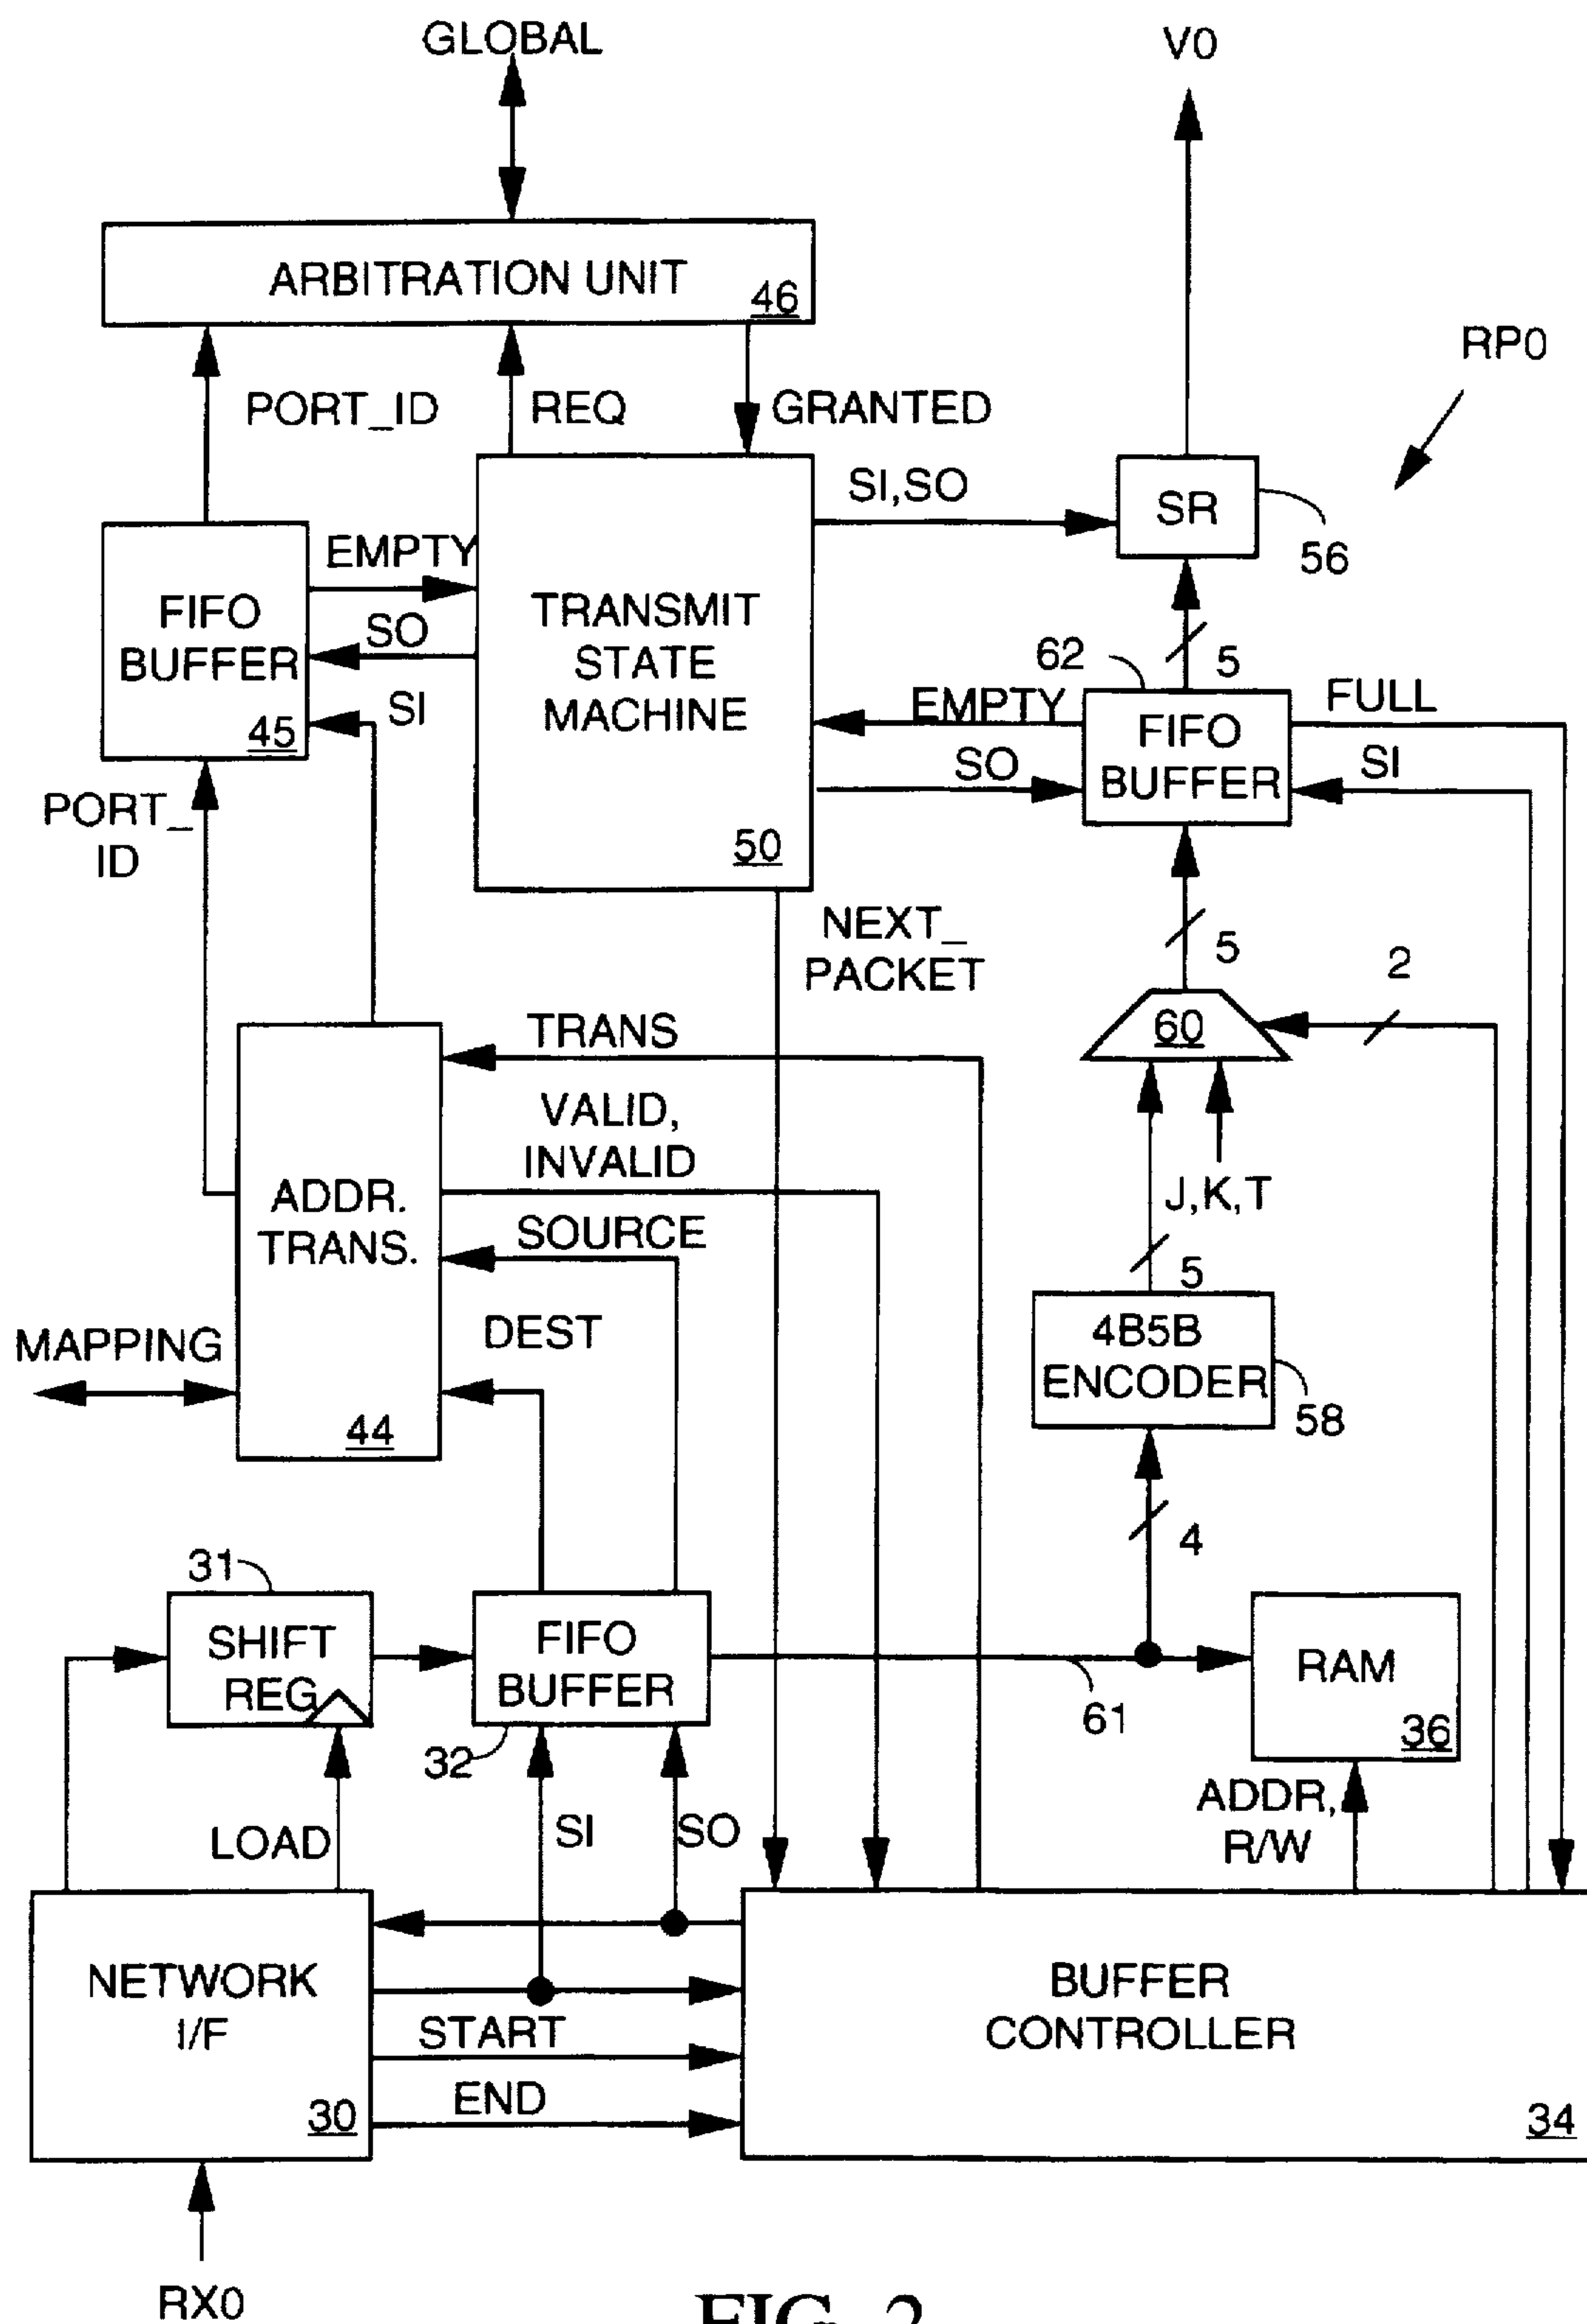 GLOBAL
V0
ARBITRATION UNIT
46
RP0
PORT_ID
REQ
GRANTED
SI,SO
SR
56
EMPTY
FIFO
BUFFER
45
SO
SI
TRANSMIT
STATE
MACHINE
50
62
5
EMPTY
FULL
FIFO
BUFFER
SO
SI
PORT_
ID
NEXT_
PACKET
5
2
60
TRANS
VALID,
INVALID
J,K,T
ADDR.
TRANS.
44
SOURCE
5
MAPPING
DEST
4B5B
ENCODER
58
4
31
SHIFT
REG
FIFO
BUFFER
32
61
RAM
36
LOAD
SI
SO
ADDR,
R/W
NETWORK
I/F
30
START
END
BUFFER
CONTROLLER
34
RX0
FIG. 2